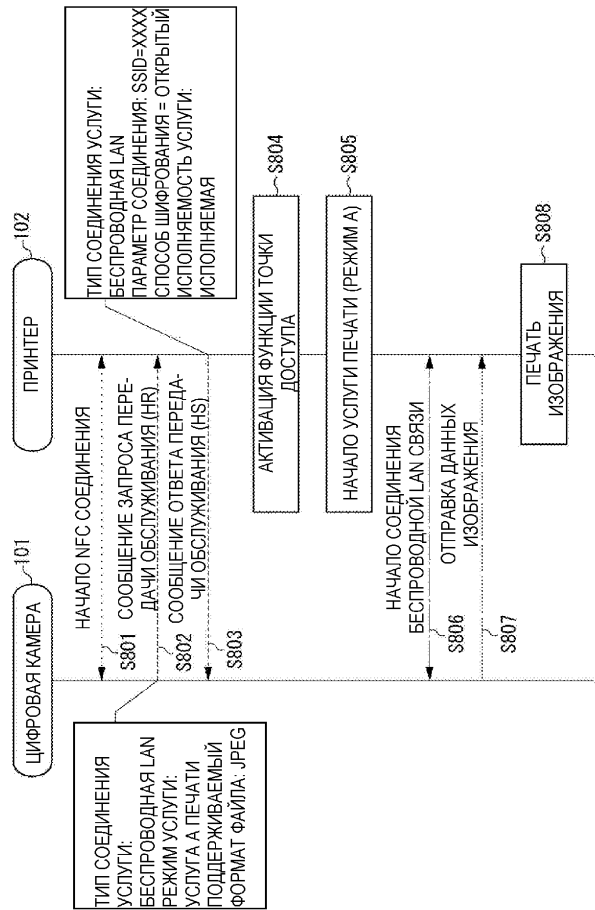 ЦИФРОВАЯ КАМЕРА
101
ПРИНТЕР
102
ТИП СОЕДИНЕНИЯ
УСЛУГИ:
БЕСПРОВОДНАЯ LAN
РЕЖИМ УСЛУГИ:
УСЛУГА А ПЕЧАТИ
ПОДДЕРЖИВАЕМЫЙ
ФОРМАТ ФАЙЛА: JPEG
НАЧАЛО NFC СОЕДИНЕНИЯ
S801
СООБЩЕНИЕ ЗАПРОСА ПЕРЕ-
ДАЧИ ОБСЛУЖИВАНИЯ (HR)
S802
СООБЩЕНИЕ ОТВЕТА ПЕРЕДА-
ЧИ ОБСЛУЖИВАНИЯ (HS)
S803
ТИП СОЕДИНЕНИЯ УСЛУГИ:
БЕСПРОВОДНАЯ LAN
ПАРАМЕТР СОЕДИНЕНИЯ: SSID=XXXX
СПОСОБ ШИФРОВАНИЯ = ОТКРЫТЫЙ
ИСПОЛНЯЕМОСТЬ УСЛУГИ:
ИСПОЛНЯЕМАЯ
АКТИВАЦИЯ ФУНКЦИИ ТОЧКИ
ДОСТУПА
S804
НАЧАЛО УСЛУГИ ПЕЧАТИ (РЕЖИМ А)
S805
НАЧАЛО СОЕДИНЕНИЯ
БЕСПРОВОДНОЙ LAN СВЯЗИ
S806
ОТПРАВКА ДАННЫХ
ИЗОБРАЖЕНИЯ
S807
ПЕЧАТЬ
ИЗОБРАЖЕНИЯ
S808